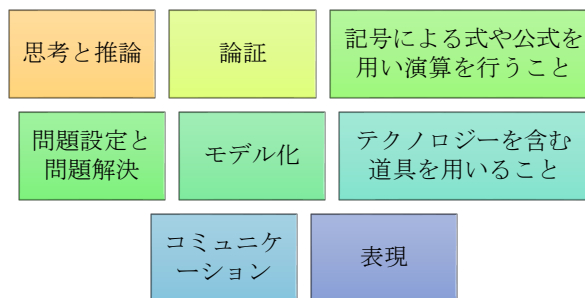 思考と推論
論証
記号による式や公式を
用い演算を行うこと
問題設定と
問題解決
モデル化
テクノロジーを含む
道具を用いること
コミュニケ
ーション
表現